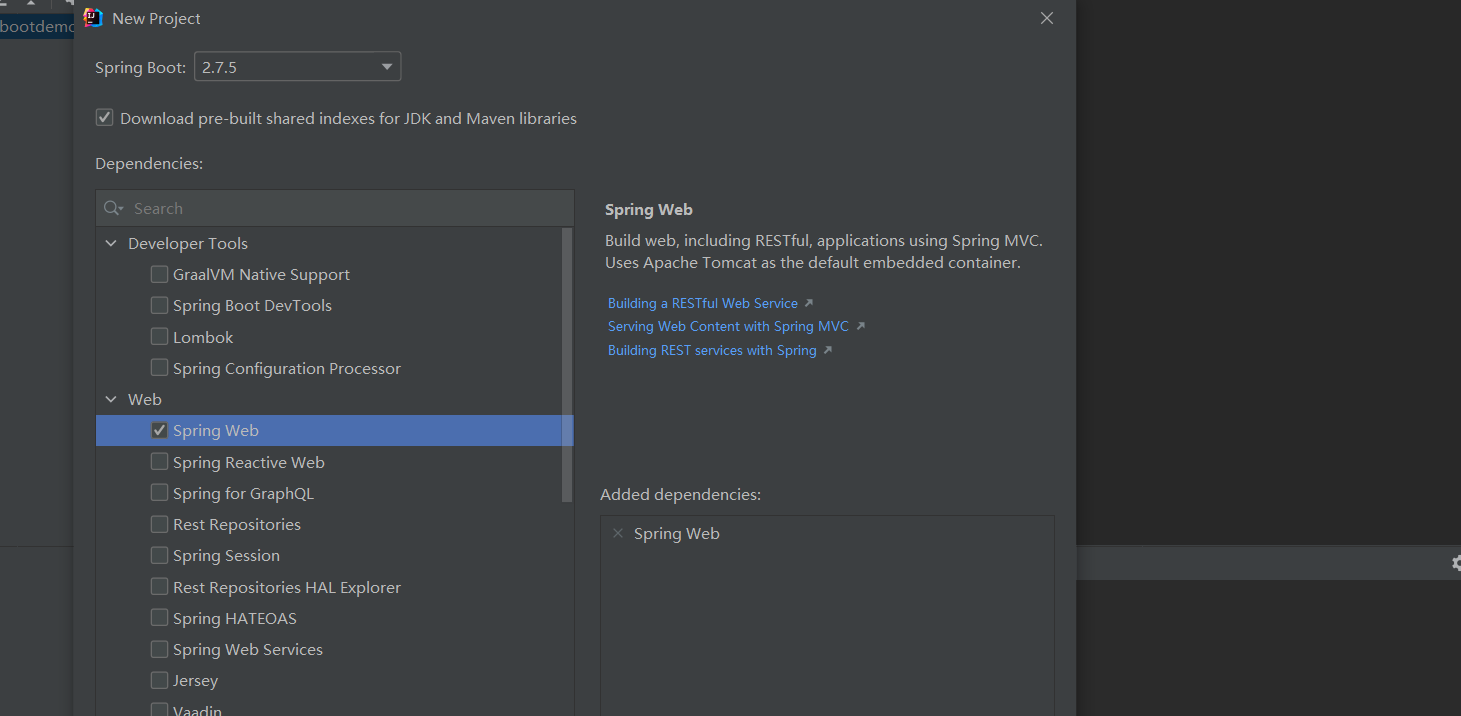 bootdemo
New Project
Spring Boot: 2.7.5
Download pre-built shared indexes for JDK and Maven libraries
Dependencies:
Search
Developer Tools
GraalVM Native Support
Spring Boot DevTools
Lombok
Spring Configuration Processor
Web
Spring Web
Spring Reactive Web
Spring for GraphQL
Rest Repositories
Spring Session
Rest Repositories HAL Explorer
Spring HATEOAS
Spring Web Services
Jersey
Vaadin
Spring Web
Build web, including RESTful, applications using Spring MVC.
Uses Apache Tomcat as the default embedded container.
Building a RESTful Web Service
Serving Web Content with Spring MVC
Building REST services with Spring
Added dependencies:
Spring Web